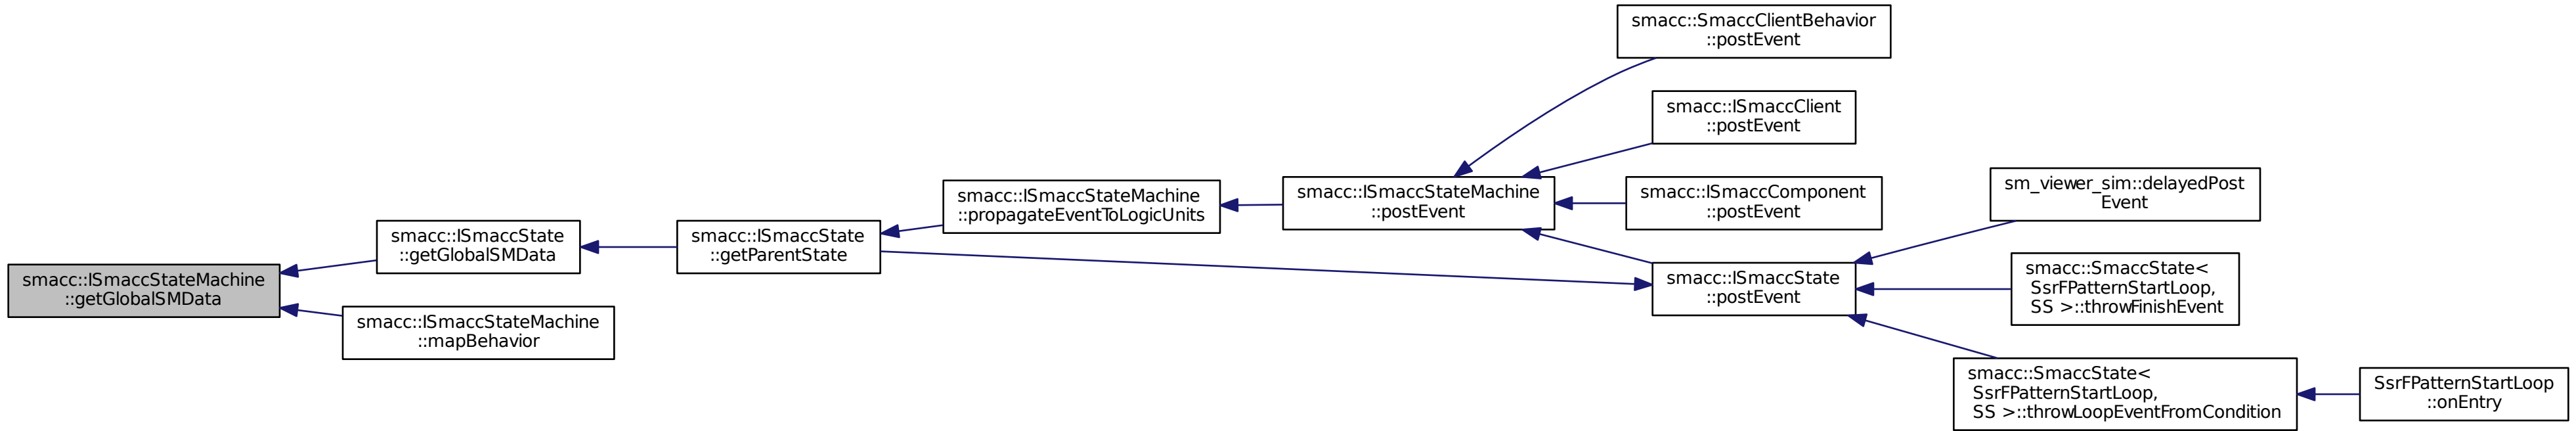 smacc::ISmaccStateMachine
::getGlobalSMData
smacc::ISmaccState
::getGlobalSMData
smacc::ISmaccStateMachine
::mapBehavior
smacc::ISmaccState
::getParentState
smacc::ISmaccStateMachine
::propagateEventToLogicUnits
smacc::ISmaccStateMachine
::postEvent
smacc::SmaccClientBehavior
::postEvent
smacc::ISmaccClient
::postEvent
smacc::ISmaccComponent
::postEvent
smacc::ISmaccState
::postEvent
sm_viewer_sim::delayedPost
Event
smacc::SmaccState<
SsrFPatternStartLoop,
SS >::throwFinishEvent
smacc::SmaccState<
SsrFPatternStartLoop,
SS >::throwLoopEventFromCondition
SsrFPatternStartLoop
::onEntry